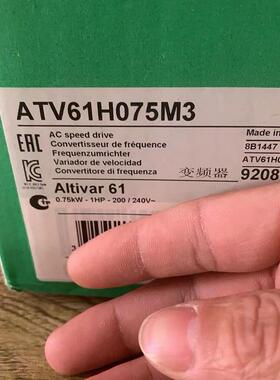 ATV61H075M3
EAC
AC speed drive
Convertisseur de fréquence
Frequenzumrichter
Variador de velocidad
Convertitore di frequenza 变频器
Altivar 61
0.75kW - 1HP - 200 / 240V~
Made in
8B1447
ATV61H0
9208